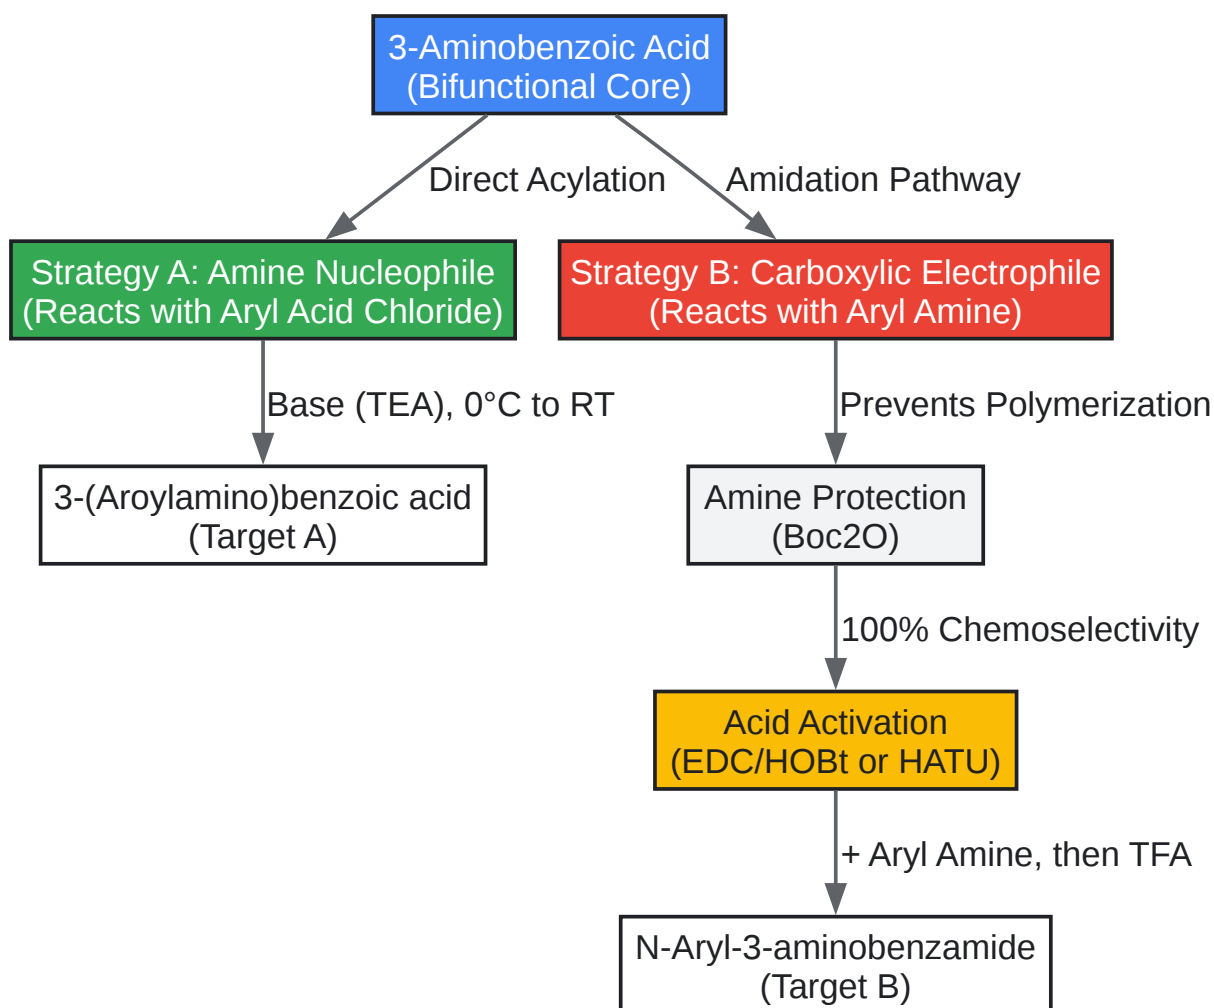 3-Aminobenzoic Acid
(Bifunctional Core)
Direct Acylation
Amidation Pathway
Strategy A: Amine Nucleophile
(Reacts with Aryl Acid Chloride)
Strategy B: Carboxylic Electrophile
(Reacts with Aryl Amine)
Base (TEA), 0°C to RT
Prevents Polymerization
3-(Aroylamino)benzoic acid
(Target A)
Amine Protection
(Boc2O)
100% Chemoselectivity
Acid Activation
(EDC/HOBt or HATU)
+ Aryl Amine, then TFA
N-Aryl-3-aminobenzamide
(Target B)